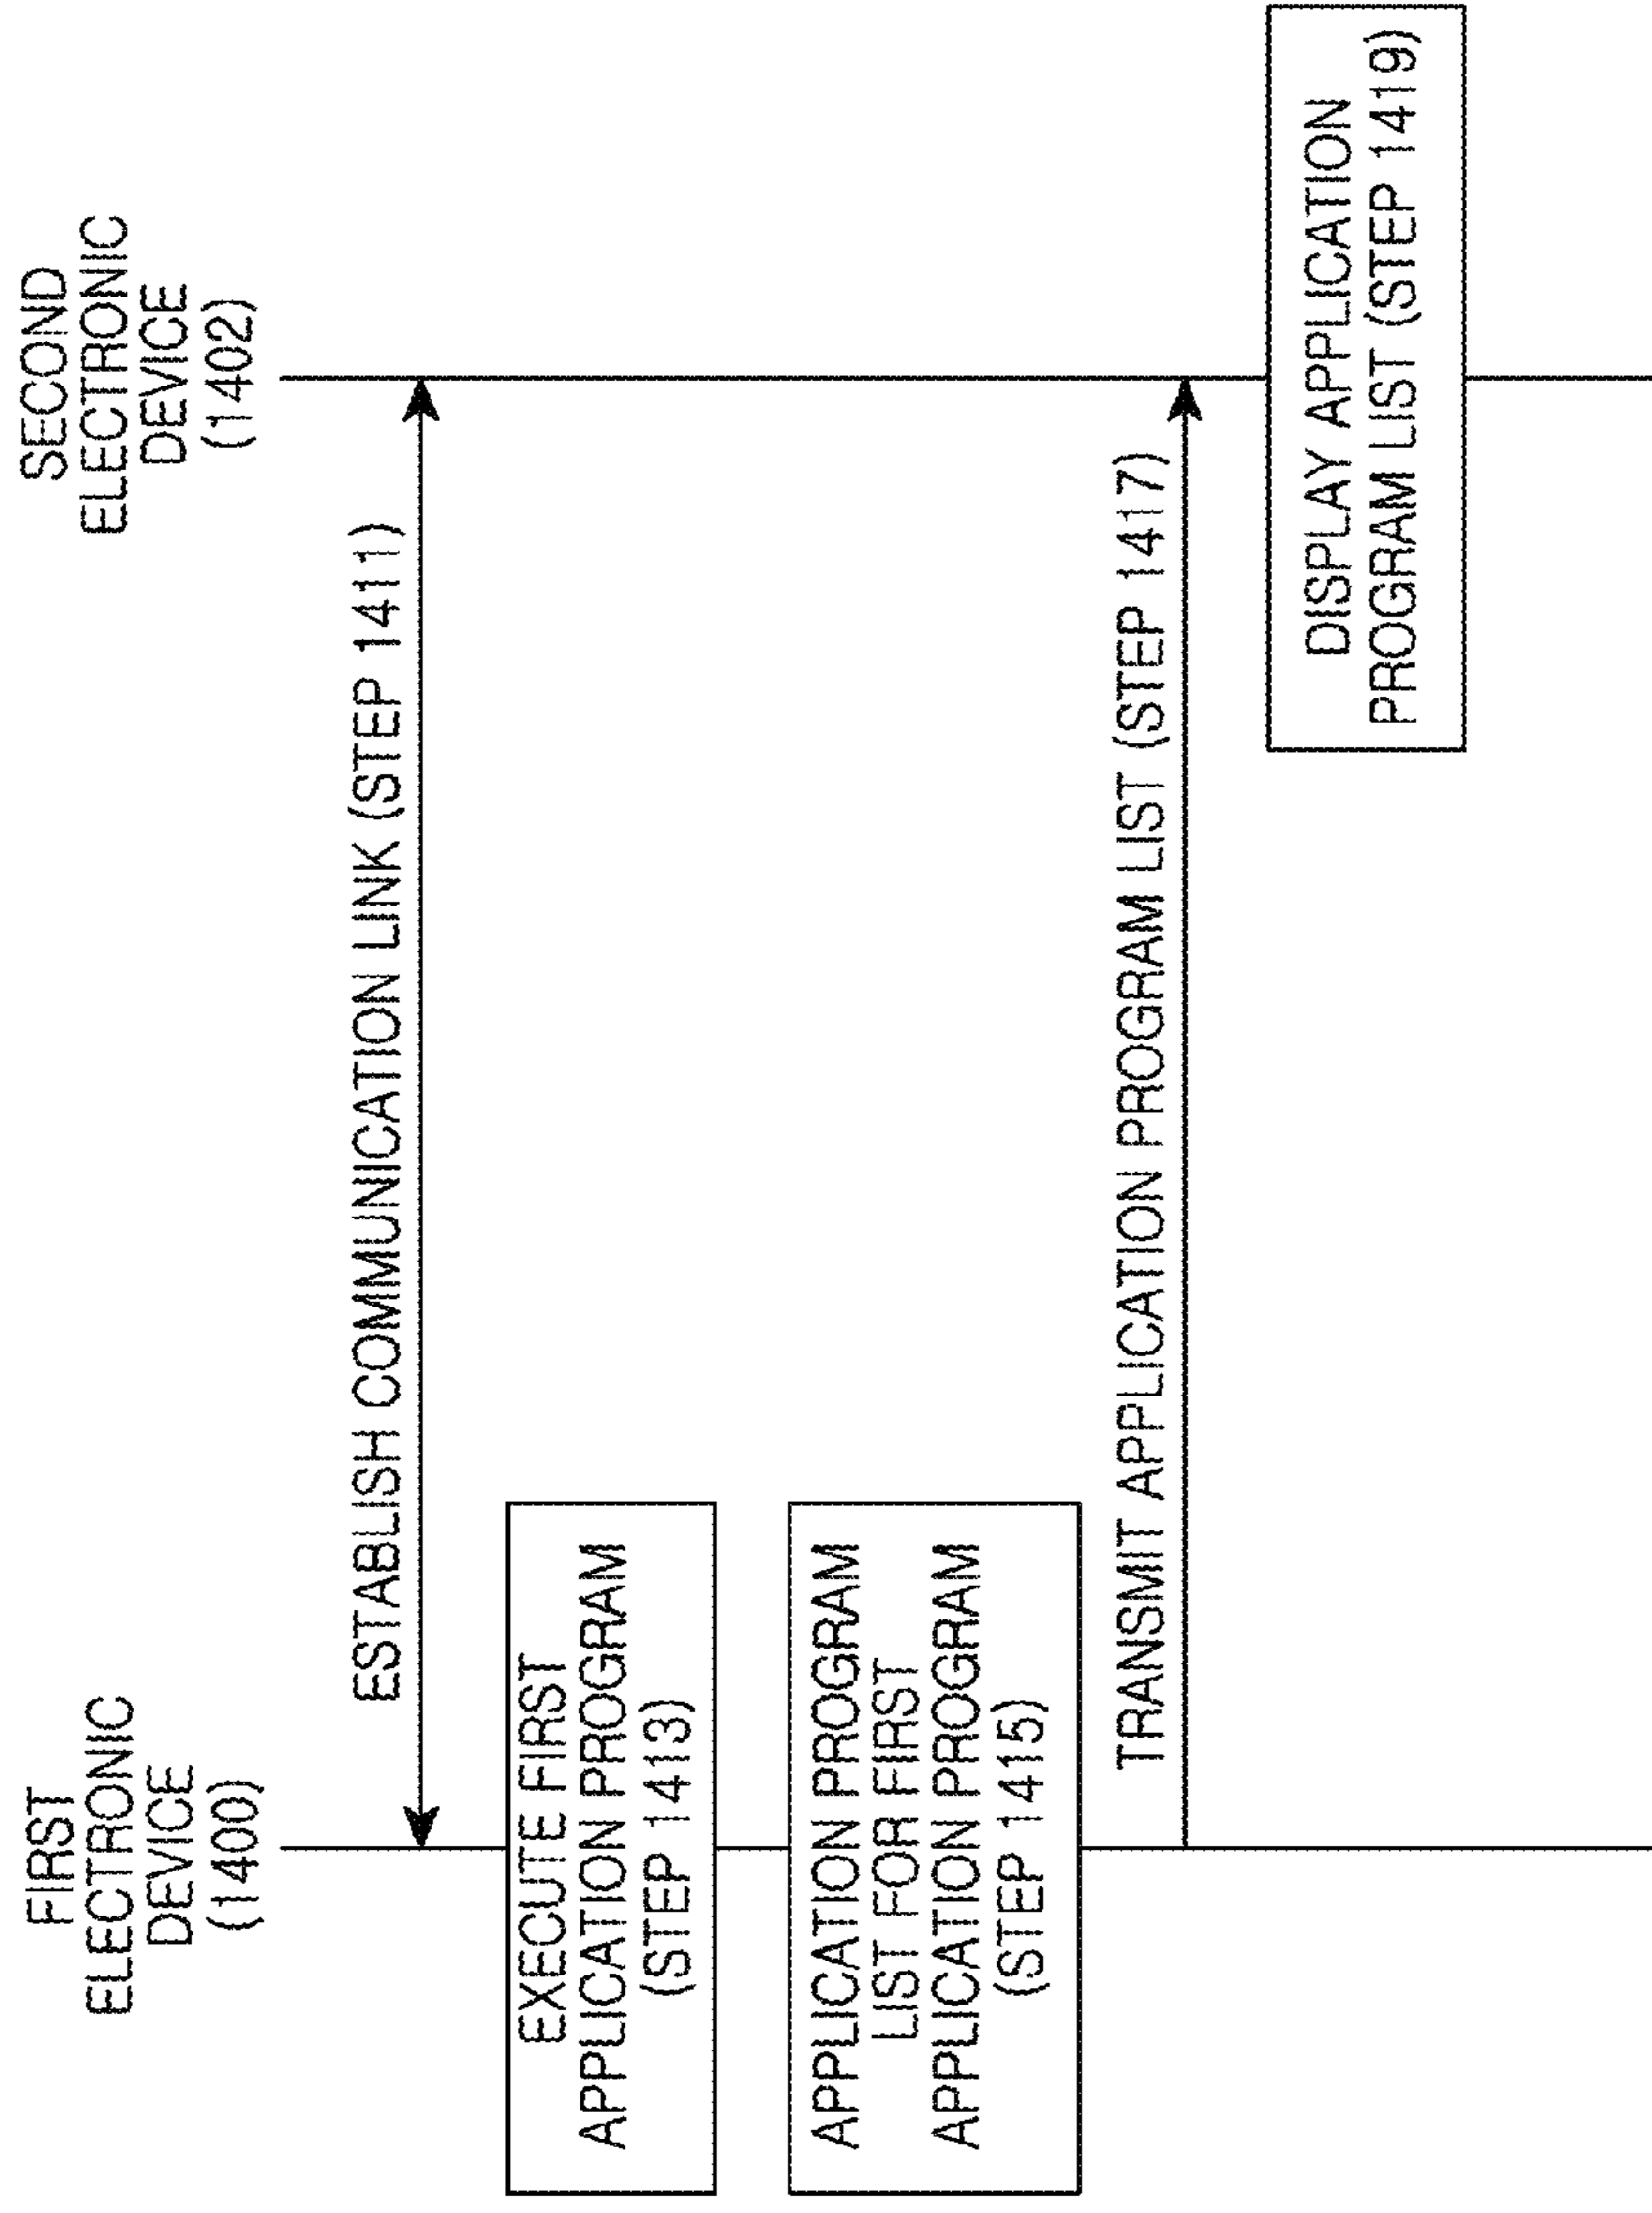 FIRST
ELECTRONIC
DEVICE
(1400)
SECOND
ELECTRONIC
DEVICE
(1402)
ESTABLISH COMMUNICATION LINK (STEP 1411)
EXECUTE FIRST
APPLICATION PROGRAM
(STEP 1413)
APPLICATION PROGRAM
LIST FOR FIRST
APPLICATION PROGRAM
(STEP 1415)
TRANSMIT APPLICATION PROGRAM LIST (STEP 1417)
DISPLAY APPLICATION
PROGRAM LIST (STEP 1419)